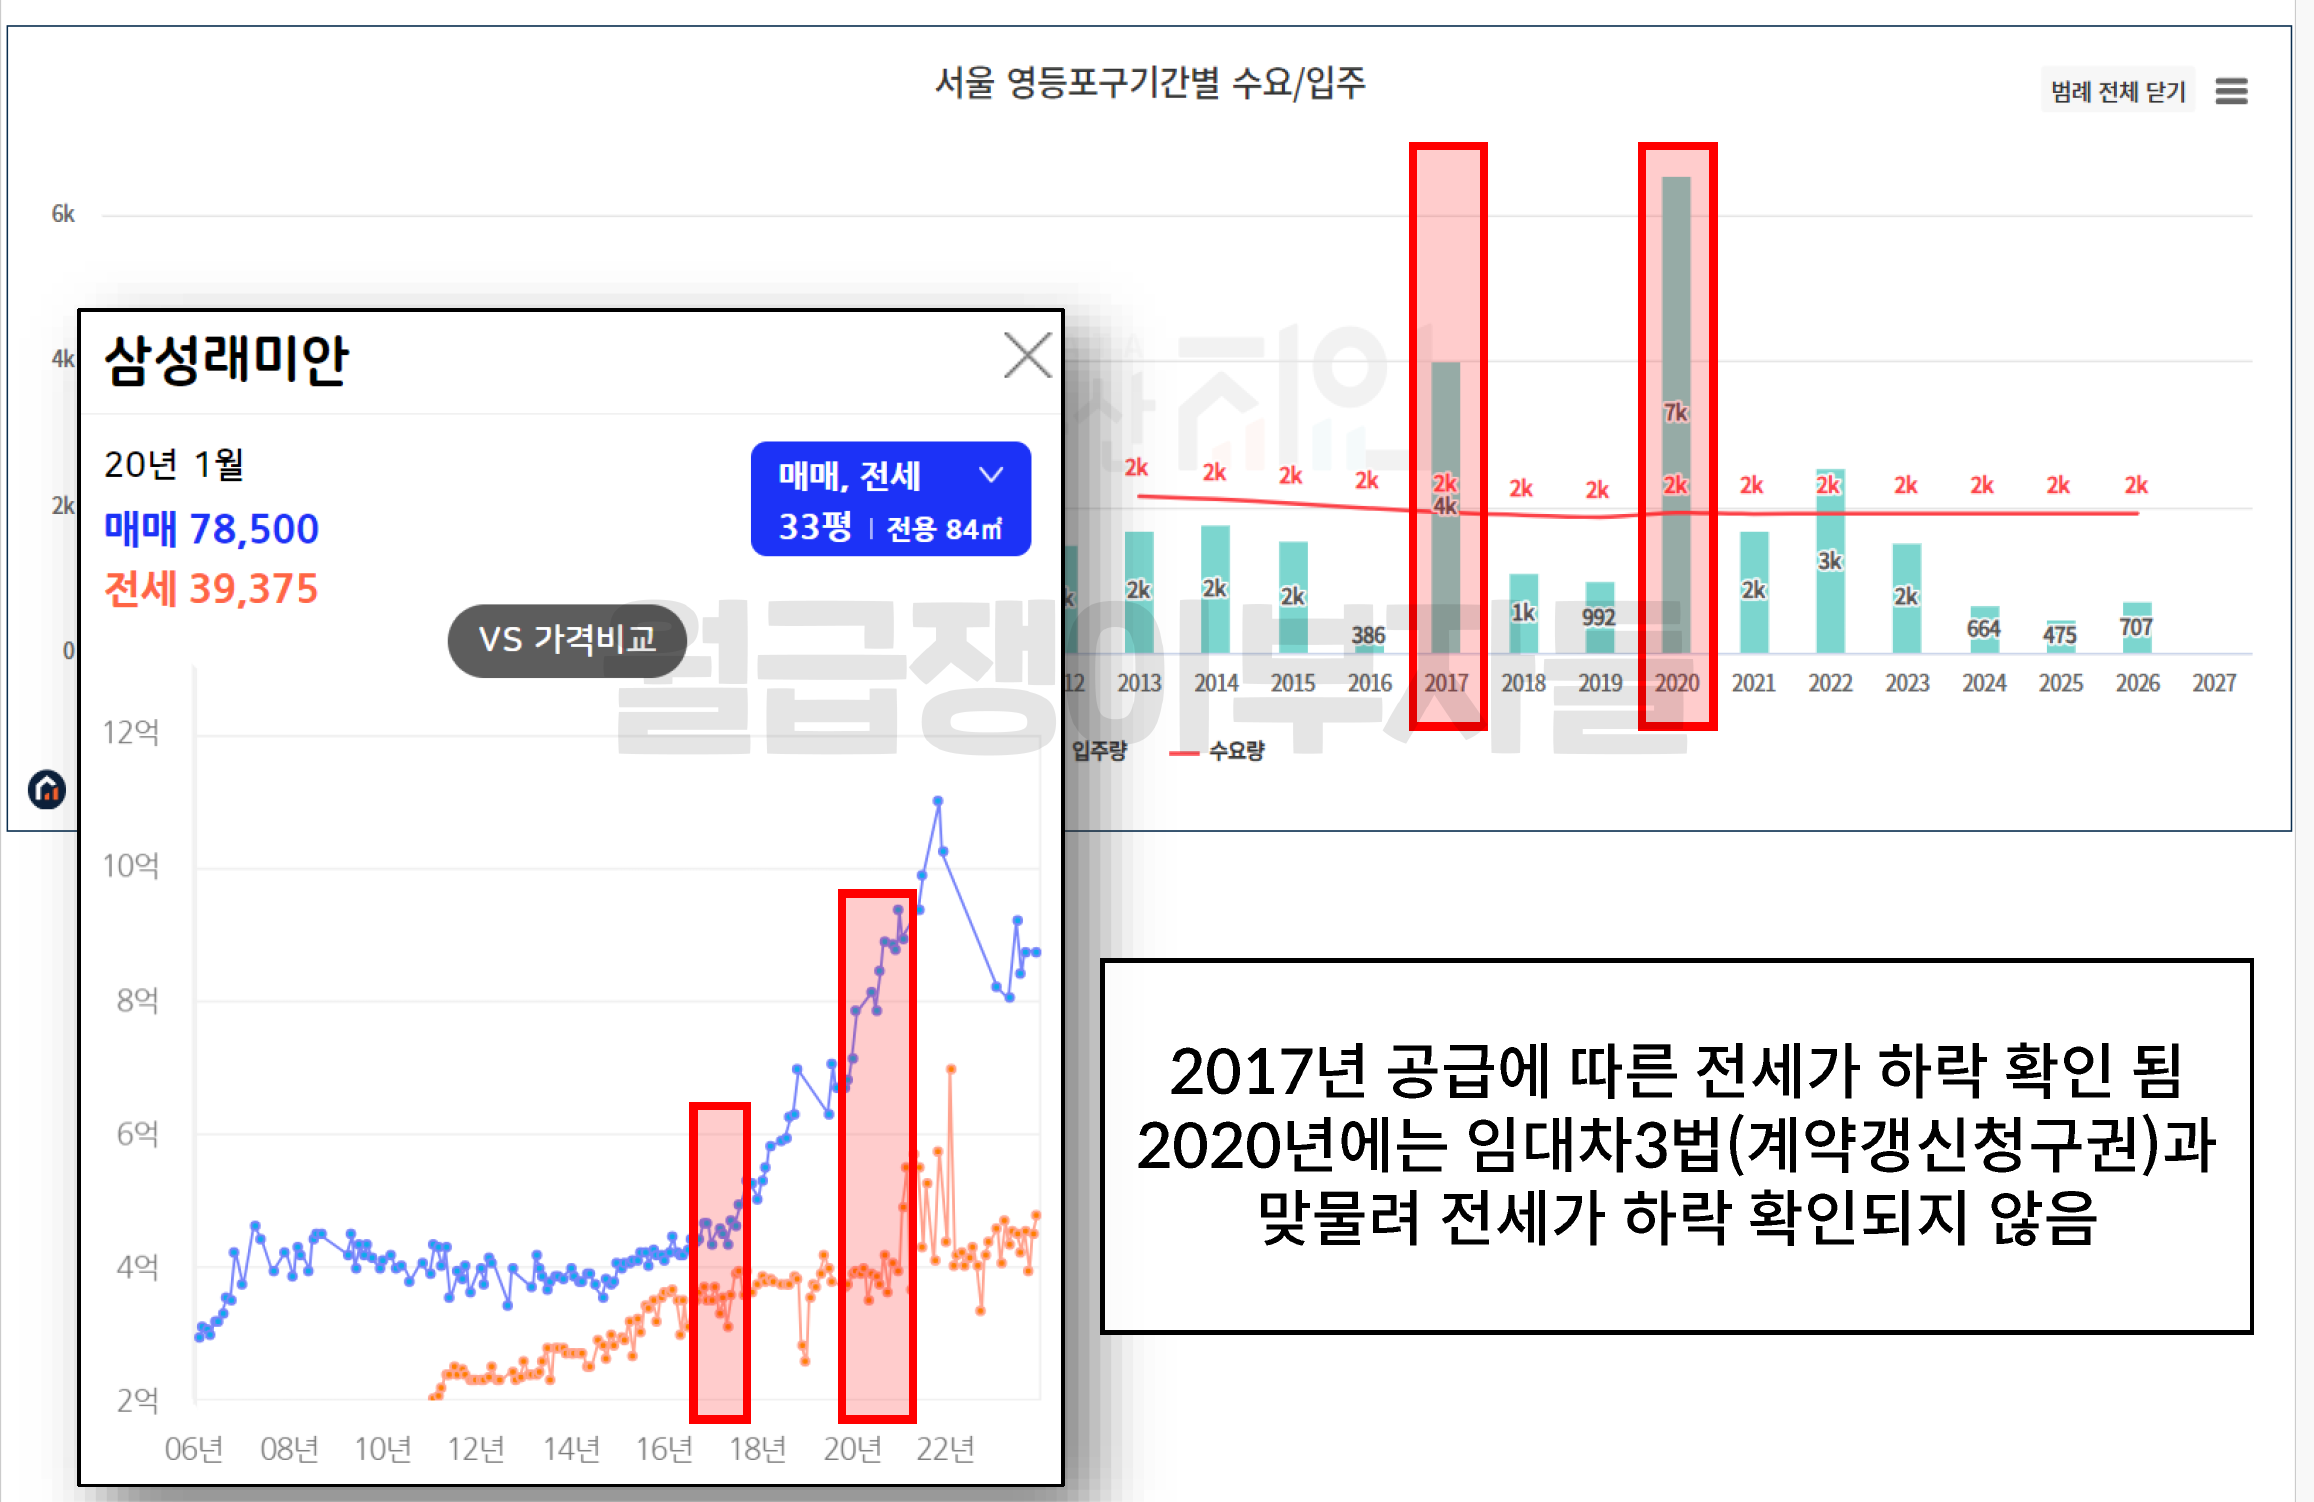 서울 영등포구기간별 수요/입주
범례 전체 닫기
6k
4k
2k
0
2k 2k 2k 2k 2k 2k 2k 2k 2k 2k 2k 2k 2k 2k
2k 2k 2k 386 4k 1k 992 7k 2k 3k 2k 664 475 707
12 2013 2014 2015 2016 2017 2018 2019 2020 2021 2022 2023 2024 2025 2026 2027
입주량 수요량
월급쟁이부자들
산지인
삼성래미안
20년 1월
매매 78,500
전세 39,375
매매, 전세
33평 | 전용 84㎡
VS 가격비교
12억
10억
8억
6억
4억
2억
06년 08년 10년 12년 14년 16년 18년 20년 22년
2017년 공급에 따른 전세가 하락 확인 됨
2020년에는 임대차3법(계약갱신청구권)과
맞물려 전세가 하락 확인되지 않음